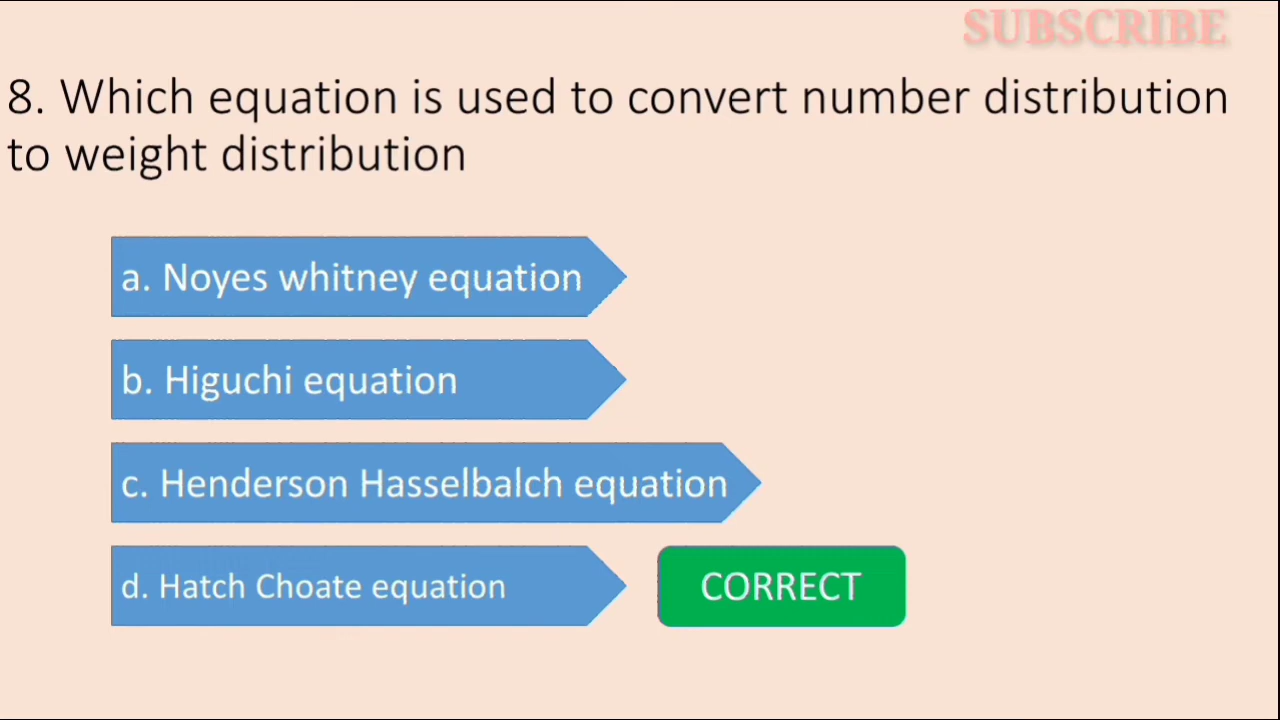 SUBSCRIBE
8. Which equation is used to convert number distribution
to weight distribution
a. Noyes whitney equation
b. Higuchi equation
c. Henderson Hasselbalch equation
d. Hatch Choate equation
CORRECT